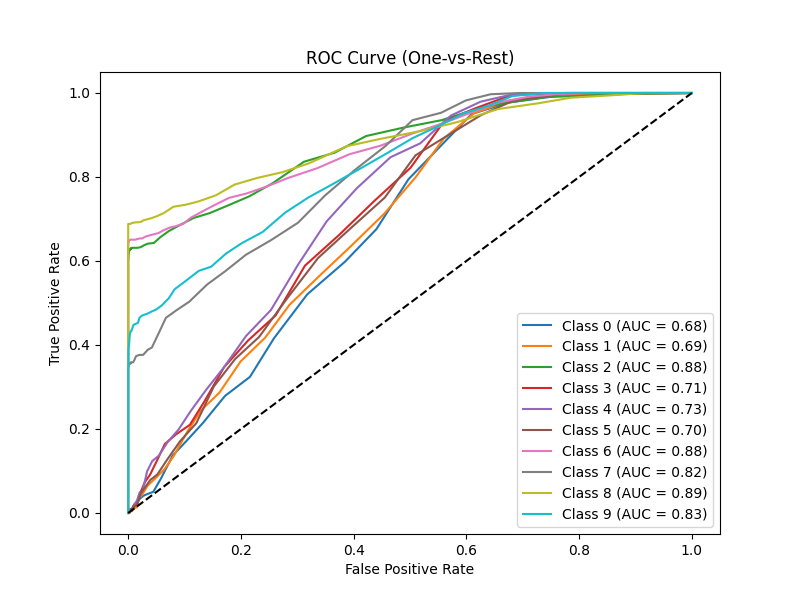 ROC Curve (One-vs-Rest)
True Positive Rate
1.0
0.8
0.6
0.4
0.2
0.0
Class 0 (AUC = 0.68)
Class 1 (AUC = 0.69)
Class 2 (AUC = 0.88)
Class 3 (AUC = 0.71)
Class 4 (AUC = 0.73)
Class 5 (AUC = 0.70)
Class 6 (AUC = 0.88)
Class 7 (AUC = 0.82)
Class 8 (AUC = 0.89)
Class 9 (AUC = 0.83)
0.0 0.2 0.4 0.6 0.8 1.0
False Positive Rate